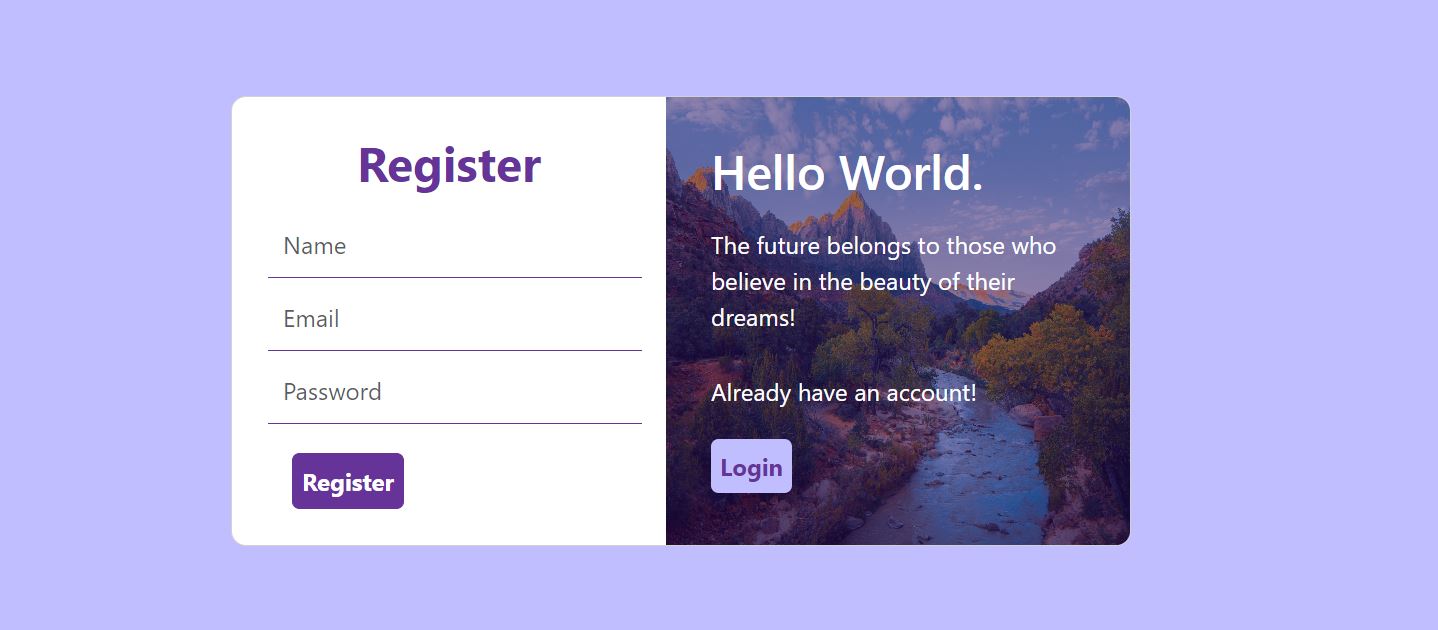 Register
Name
Email
Password
Register
Hello World.
The future belongs to those who
believe in the beauty of their
dreams!
Already have an account!
Login